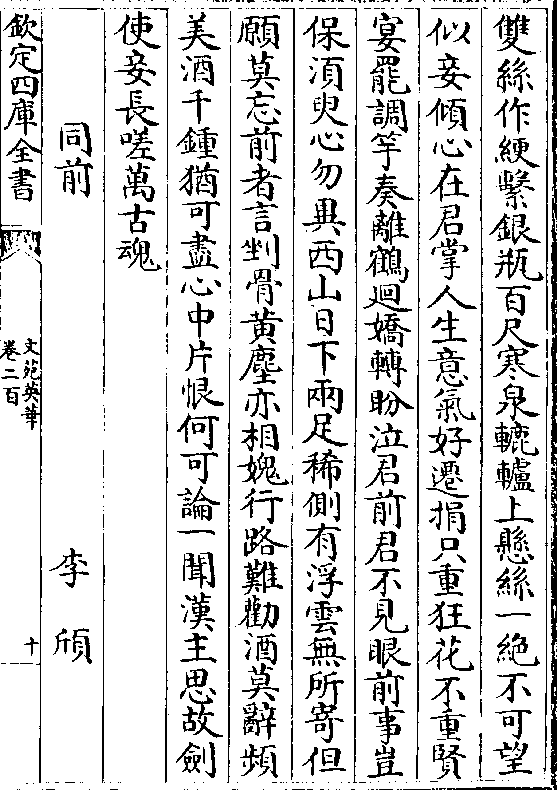 雙絲作綆繫銀瓶百尺寒泉轆轤上懸絲一絶不可望
似妾傾心在君掌人生意氣好遷捐只重狂花不重賢
宴罷調竽奏離鶴迴嬌轉盼泣君前君不見眼前事豈
保須臾心勿異西山日下兩足稀側有浮雲無所寄但
願莫忘前者言剉骨黄塵亦相媿行路難勸酒莫辭頻
美酒千鍾猶可盡心中片恨何可論一聞漢主思故劍
使妾長嗟萬古魂
同前 李頎
欽定四庫全書
文苑英華
卷二百
十